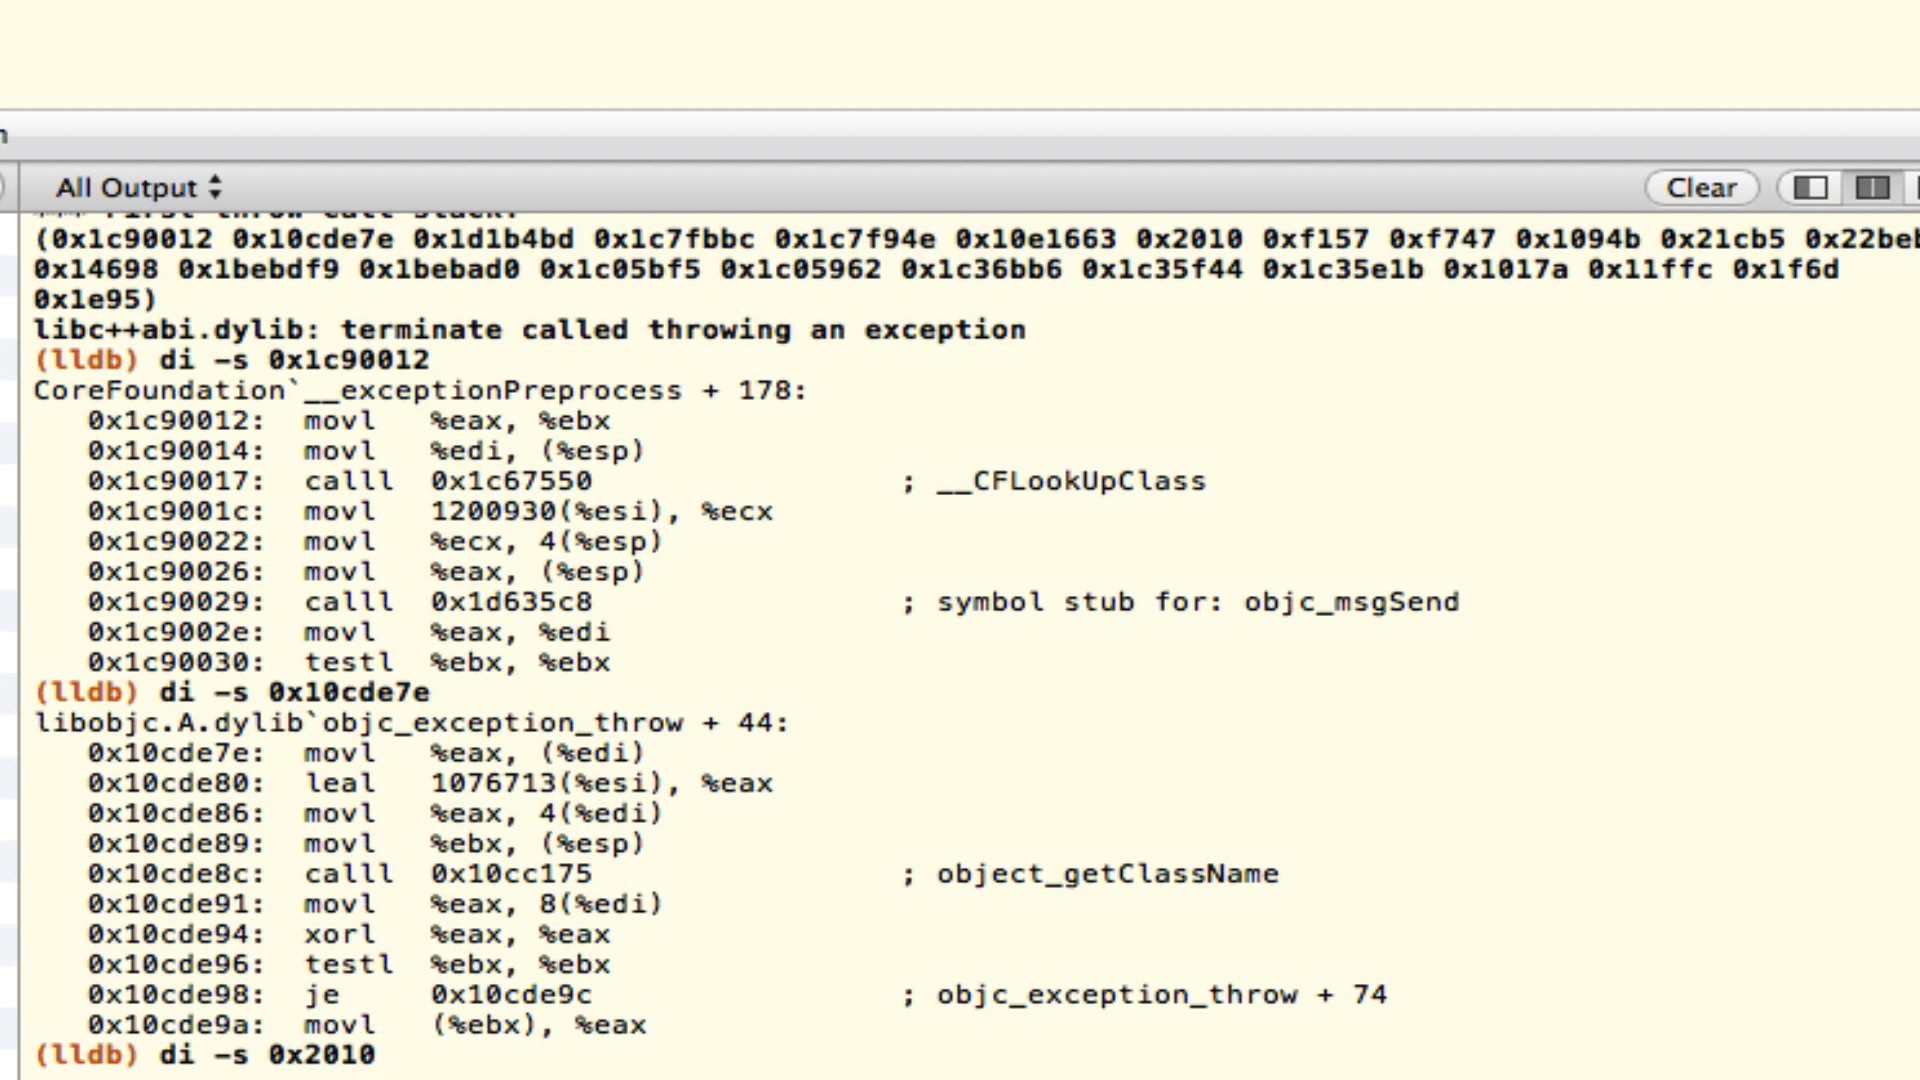 All Output
Clear
*** First throw call stack:
(0x1c90012 0x10cde7e 0x1d1b4bd 0x1c7fbbc 0x1c7f94e 0x10e1663 0x2010 0xf157 0xf747 0x1094b 0x21cb5 0x22beb
0x14698 0x1bebdf9 0x1bebad0 0x1c05bf5 0x1c05962 0x1c36bb6 0x1c35f44 0x1c35e1b 0x1017a 0x11ffc 0x1f6d
0x1e95)
libc++abi.dylib: terminate called throwing an exception
(lldb) di -s 0x1c90012
CoreFoundation`__exceptionPreprocess + 178:
0x1c90012: movl %eax, %ebx
0x1c90014: movl %edi, (%esp)
0x1c90017: calll 0x1c67550 ; __CFLookUpClass
0x1c9001c: movl 1200930(%esi), %ecx
0x1c90022: movl %ecx, 4(%esp)
0x1c90026: movl %eax, (%esp)
0x1c90029: calll 0x1d635c8 ; symbol stub for: objc_msgSend
0x1c9002e: movl %eax, %edi
0x1c90030: testl %ebx, %ebx
(lldb) di -s 0x10cde7e
libobjc.A.dylib`objc_exception_throw + 44:
0x10cde7e: movl %eax, (%edi)
0x10cde80: leal 1076713(%esi), %eax
0x10cde86: movl %eax, 4(%edi)
0x10cde89: movl %ebx, (%esp)
0x10cde8c: calll 0x10cc175 ; object_getClassName
0x10cde91: movl %eax, 8(%edi)
0x10cde94: xorl %eax, %eax
0x10cde96: testl %ebx, %ebx
0x10cde98: je 0x10cde9c ; objc_exception_throw + 74
0x10cde9a: movl (%ebx), %eax
(lldb) di -s 0x2010